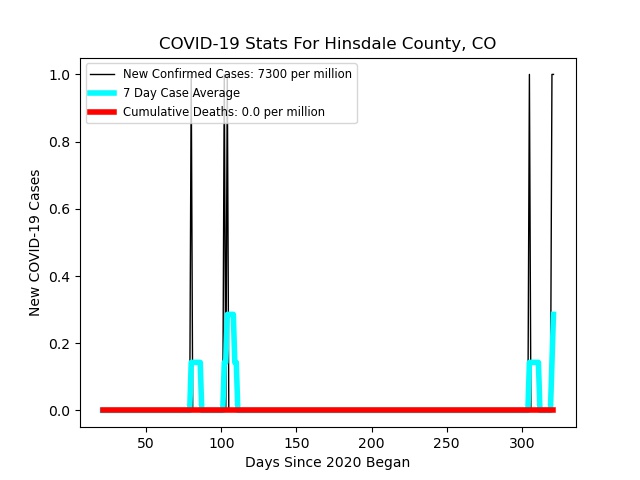 COVID-19 Stats For Hinsdale County, CO
New Confirmed Cases: 7300 per million
7 Day Case Average
Cumulative Deaths: 0.0 per million
1.0
0.8
0.6
0.4
0.2
0.0
New COVID-19 Cases
50 100 150 200 250 300
Days Since 2020 Began